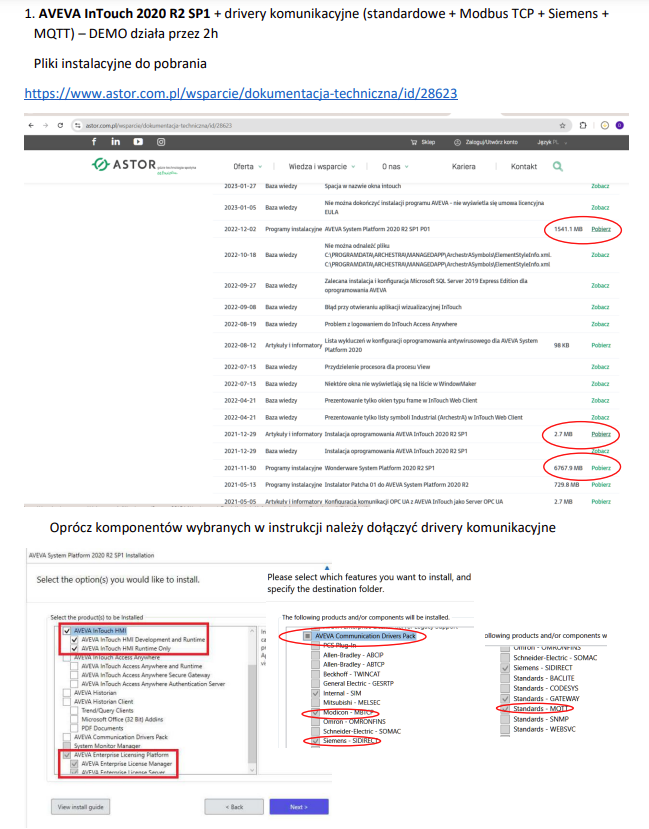 1. AVEVA InTouch 2020 R2 SP1 + drivery komunikacyjne (standardowe + Modbus TCP + Siemens +
MQTT) – DEMO działa przez 2h
Pliki instalacyjne do pobrania
https://www.astor.com.pl/wsparcie/dokumentacja-techniczna/id/28623
astor.com.pl/wsparcie/dokumentacja-techniczna/id/28623
Sklep Zaloguj/Utwórz konto Język PL
ASTOR
Oferta Wiedza i wsparcie O nas Kariera Kontakt
2023-01-27 Baza wiedzy Spacja w nazwie okna intouch Zobacz
2023-01-05 Baza wiedzy Nie można dokończyć instalacji programu AVEVA - nie wyświetla się umowa licencyjna Zobacz
EULA
2022-12-02 Programy instalacyjne AVEVA System Platform 2020 R2 SP1 P01 1541.1 MB Pobierz
2022-10-18 Baza wiedzy Nie można odnaleźć pliku Zobacz
C:\PROGRAMDATA\ARCHESTRA\MANAGEDAPP\ArchestrASymbols\ElementStyleInfo.xml.
C:\PROGRAMDATA\ARCHESTRA\MANAGEDAPP\ArchestrASymbols\ElementStyleInfo.xml
2022-09-27 Baza wiedzy Zalecana instalacja i konfiguracja Microsoft SQL Server 2019 Express Edition dla Zobacz
oprogramowania AVEVA
2022-09-08 Baza wiedzy Błąd przy otwieraniu aplikacji wizualizacyjnej InTouch Zobacz
2022-08-19 Baza wiedzy Problem z logowaniem do InTouch Access Anywhere Zobacz
2022-08-12 Artykuły i informatory Lista wykluczeń w konfiguracji oprogramowania antywirusowego dla AVEVA System 98 KB Pobierz
Platform 2020
2022-07-13 Baza wiedzy Przydzielenie procesora dla procesu View Zobacz
2022-07-13 Baza wiedzy Niektóre okna nie wyświetlają się na liście w WindowMaker Zobacz
2022-04-21 Baza wiedzy Prezentowanie tylko okien typu frame w InTouch Web Client Zobacz
2022-04-21 Baza wiedzy Prezentowanie tylko listy symboli Industrial (ArchestrA) w InTouch Web Client Zobacz
2021-12-29 Artykuły i informatory Instalacja oprogramowania AVEVA InTouch 2020 R2 SP1 2.7 MB Pobierz
2021-12-29 Baza wiedzy Instalacja oprogramowania AVEVA InTouch 2020 R2 SP1 Zobacz
2021-11-30 Programy instalacyjne Wonderware System Platform 2020 R2 SP1 6767.9 MB Pobierz
2021-05-13 Programy instalacyjne Instalator Patcha 01 do AVEVA System Platform 2020 R2 729.8 MB Pobierz
2021-05-05 Artykuły i informatory Konfiguracja komunikacji OPC UA z AVEVA InTouch jako Server OPC UA 2.7 MB Pobierz
Oprócz komponentów wybranych w instrukcji należy dołączyć drivery komunikacyjne
AVEVA System Platform 2020 R2 SP1 Installation
Select the option(s) you would like to install.
Select the product(s) to be Installed
AVEVA InTouch HMI
AVEVA InTouch HMI Development and Runtime
AVEVA InTouch HMI Runtime Only
AVEVA InTouch Access Anywhere
AVEVA InTouch Access Anywhere and Runtime
AVEVA InTouch Access Anywhere Secure Gateway
AVEVA InTouch Access Anywhere Authentication Server
AVEVA Historian
AVEVA Historian Client
Trend/Query Clients
Microsoft Office (32 bit) Addins
PDF Documents
AVEVA Communication Drivers Pack
System Monitor Manager
AVEVA Enterprise Licensing Platform
AVEVA Enterprise License Manager
AVEVA Enterprise License Server
View install guide < Back Next >
Please select which features you want to install, and
specify the destination folder.
The following products and/or components will be installed.
AVEVA Communication Drivers Pack
PCS Plug-In
Allen-Bradley - ABCIP
Allen-Bradley - ABTCP
Beckhoff - TWINCAT
General Electric - GESRTP
Internal - SIM
Mitsubishi - MELSEC
Modicon - MBTCP
Omron - OMRONFINS
Schneider-Electric - SOMAC
Siemens - SIDIRECT
ollowing products and/or components w
Omron - OMRONFINS
Schneider-Electric - SOMAC
Siemens - SIDIRECT
Standards - BACLITE
Standards - CODESYS
Standards - GATEWAY
Standards - MQTT
Standards - SNMP
Standards - WEBSVC